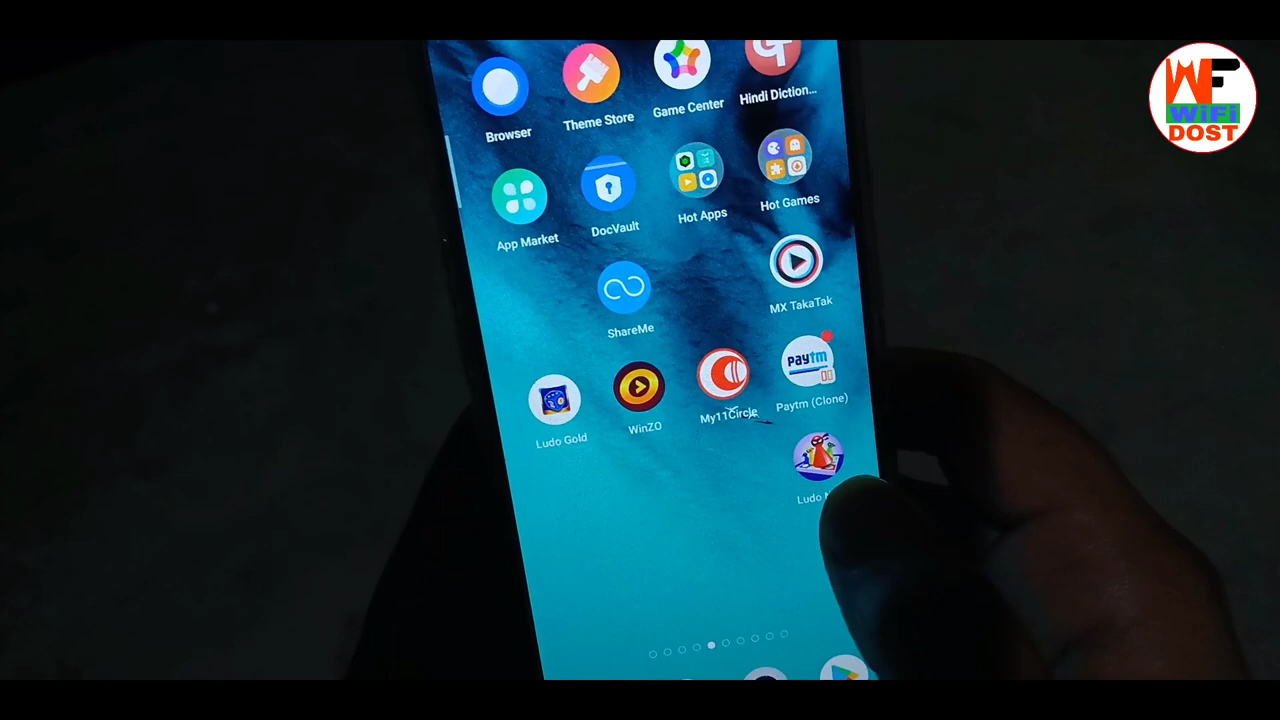 Browser
Theme Store
Game Center
Hindi Diction...
App Market
DocVault
Hot Apps
Hot Games
ShareMe
MX TakaTak
Ludo Gold
WinZO
My11Circle
paytm
Paytm (Clone)
Ludo
WF
WiFi
DOST